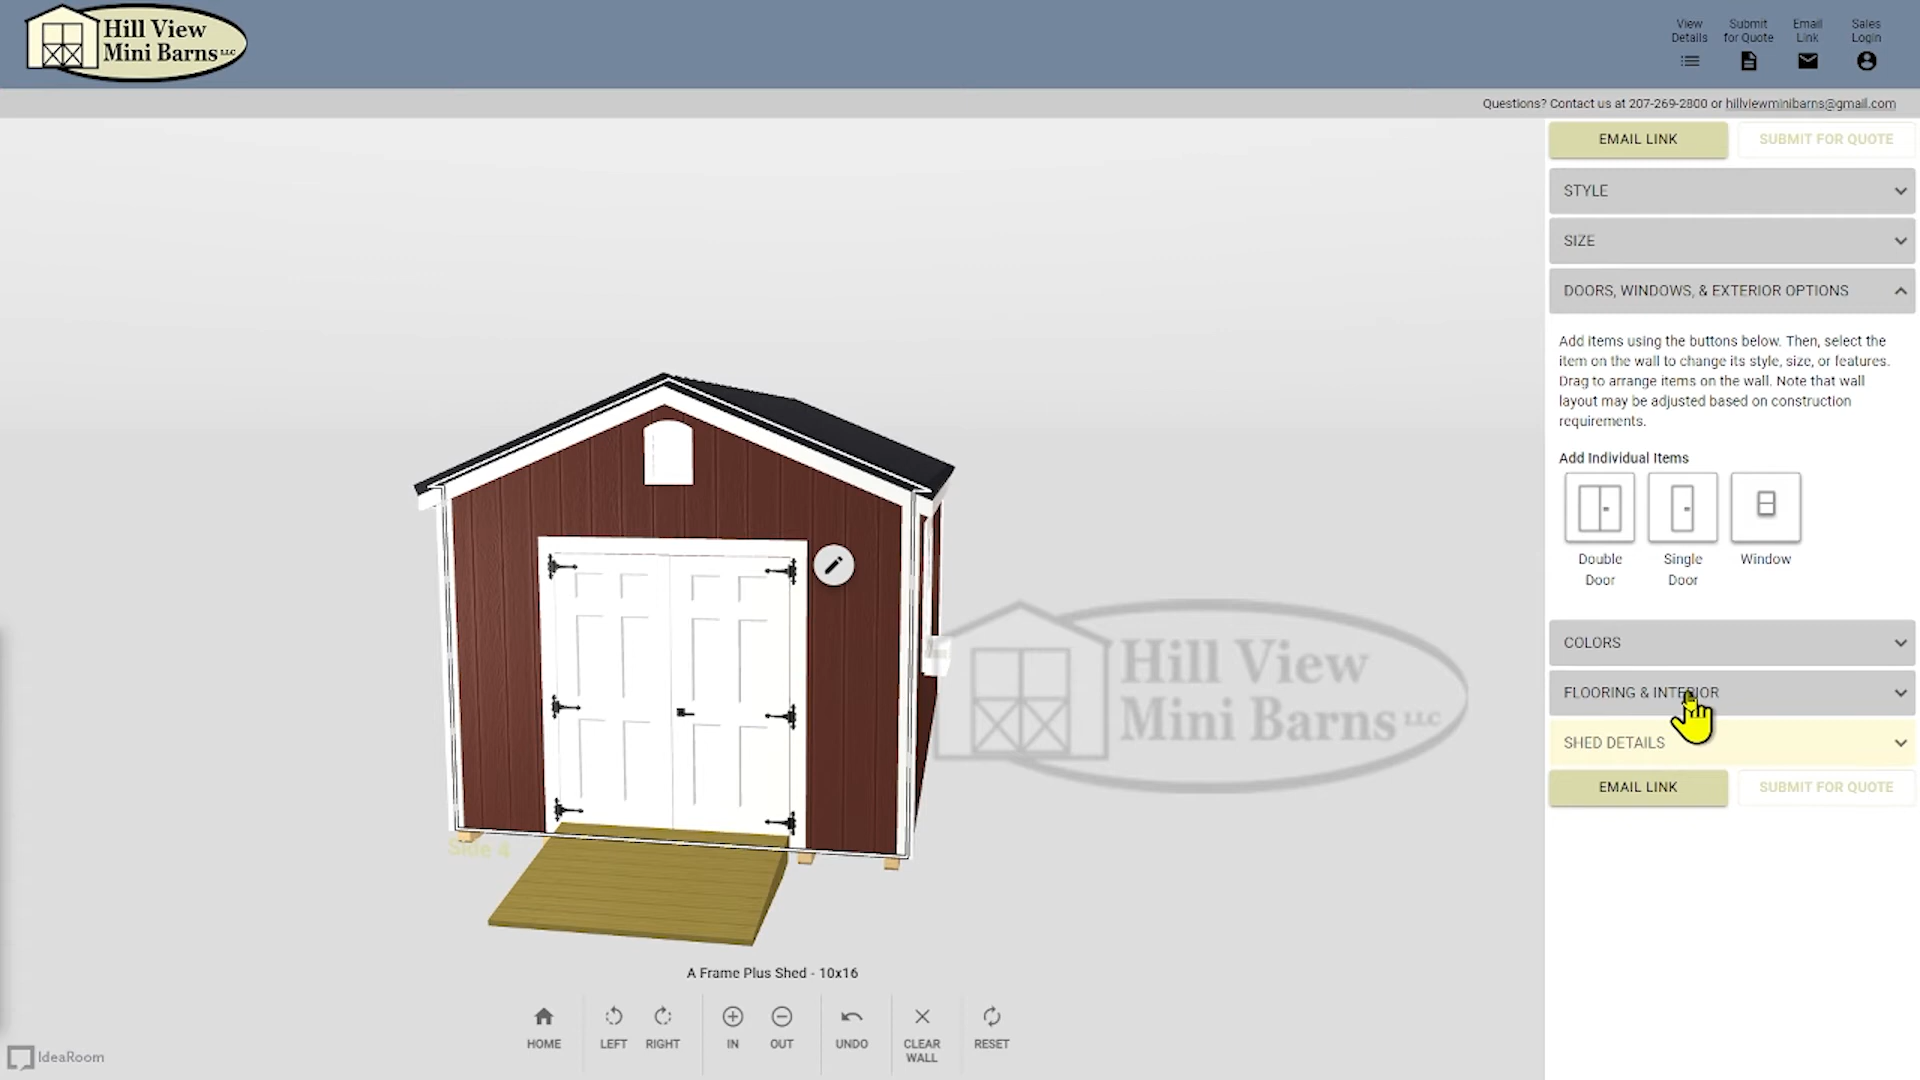 Hill View
Mini Barns LLC
View
Details
Submit
for Quote
Email
Link
Sales
Login
Questions? Contact us at 207-269-2800 or hillviewminibarns@gmail.com
EMAIL LINK
SUBMIT FOR QUOTE
STYLE
SIZE
DOORS, WINDOWS, & EXTERIOR OPTIONS
Add items using the buttons below. Then, select the
item on the wall to change its style, size, or features.
Drag to arrange items on the wall. Note that wall
layout may be adjusted based on construction
requirements.
Add Individual Items
Double
Door
Single
Door
Window
COLORS
FLOORING & INTERIOR
SHED DETAILS
EMAIL LINK
SUBMIT FOR QUOTE
Hill View
Mini Barns LLC
Side 4
A Frame Plus Shed - 10x16
HOME
LEFT
RIGHT
IN
OUT
UNDO
CLEAR
WALL
RESET
IdeaRoom